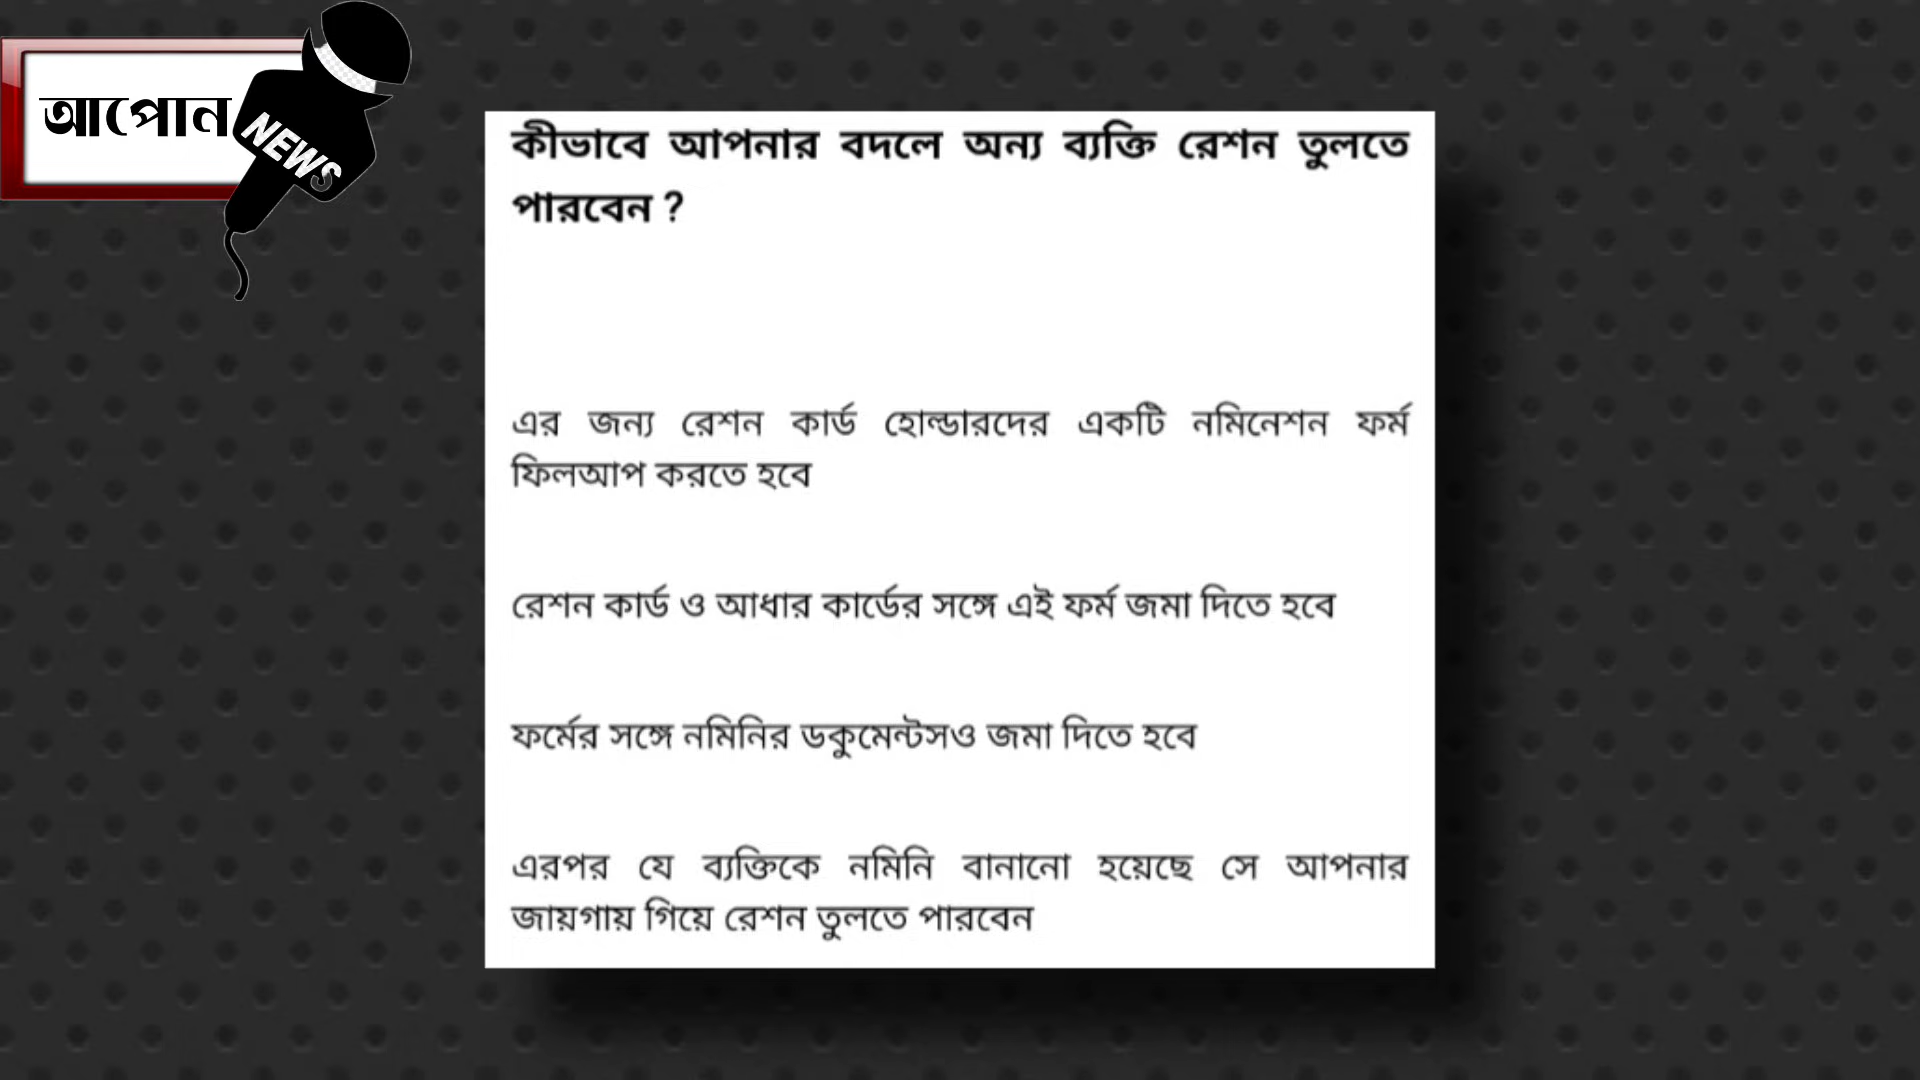 আপোন
NEWS
কীভাবে আপনার বদলে অন্য ব্যক্তি রেশন তুলতে
পারবেন ?
এর জন্য রেশন কার্ড হোল্ডারদের একটি নমিনেশন ফর্ম
ফিলআপ করতে হবে
রেশন কার্ড ও আধার কার্ডের সঙ্গে এই ফর্ম জমা দিতে হবে
ফর্মের সঙ্গে নমিনির ডকুমেন্টসও জমা দিতে হবে
এরপর যে ব্যক্তিকে নমিনি বানানো হয়েছে সে আপনার
জায়গায় গিয়ে রেশন তুলতে পারবেন